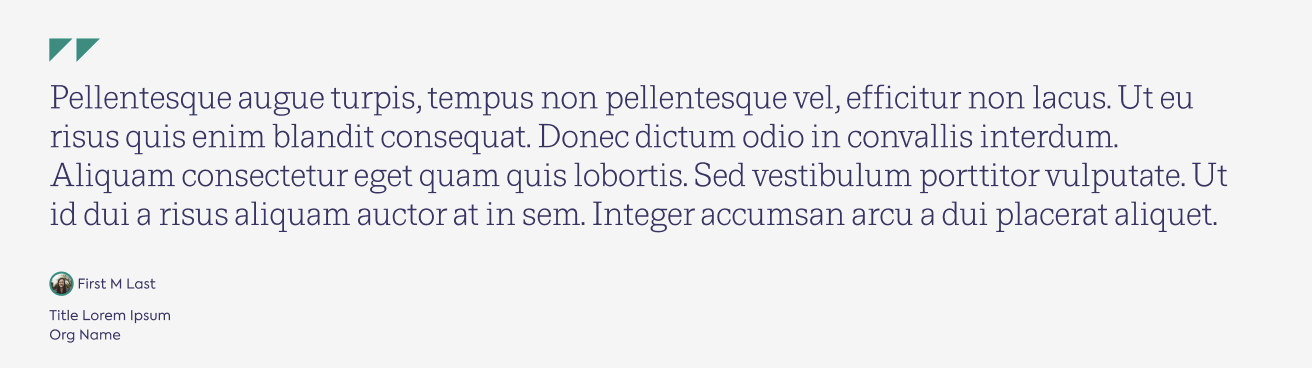 Pellentesque augue turpis, tempus non pellentesque vel, efficitur non lacus. Ut eu
risus quis enim blandit consequat. Donec dictum odio in convallis interdum.
Aliquam consectetur eget quam quis lobortis. Sed vestibulum porttitor vulputate. Ut
id dui a risus aliquam auctor at in sem. Integer accumsan arcu a dui placerat aliquet.
First M Last
Title Lorem Ipsum
Org Name